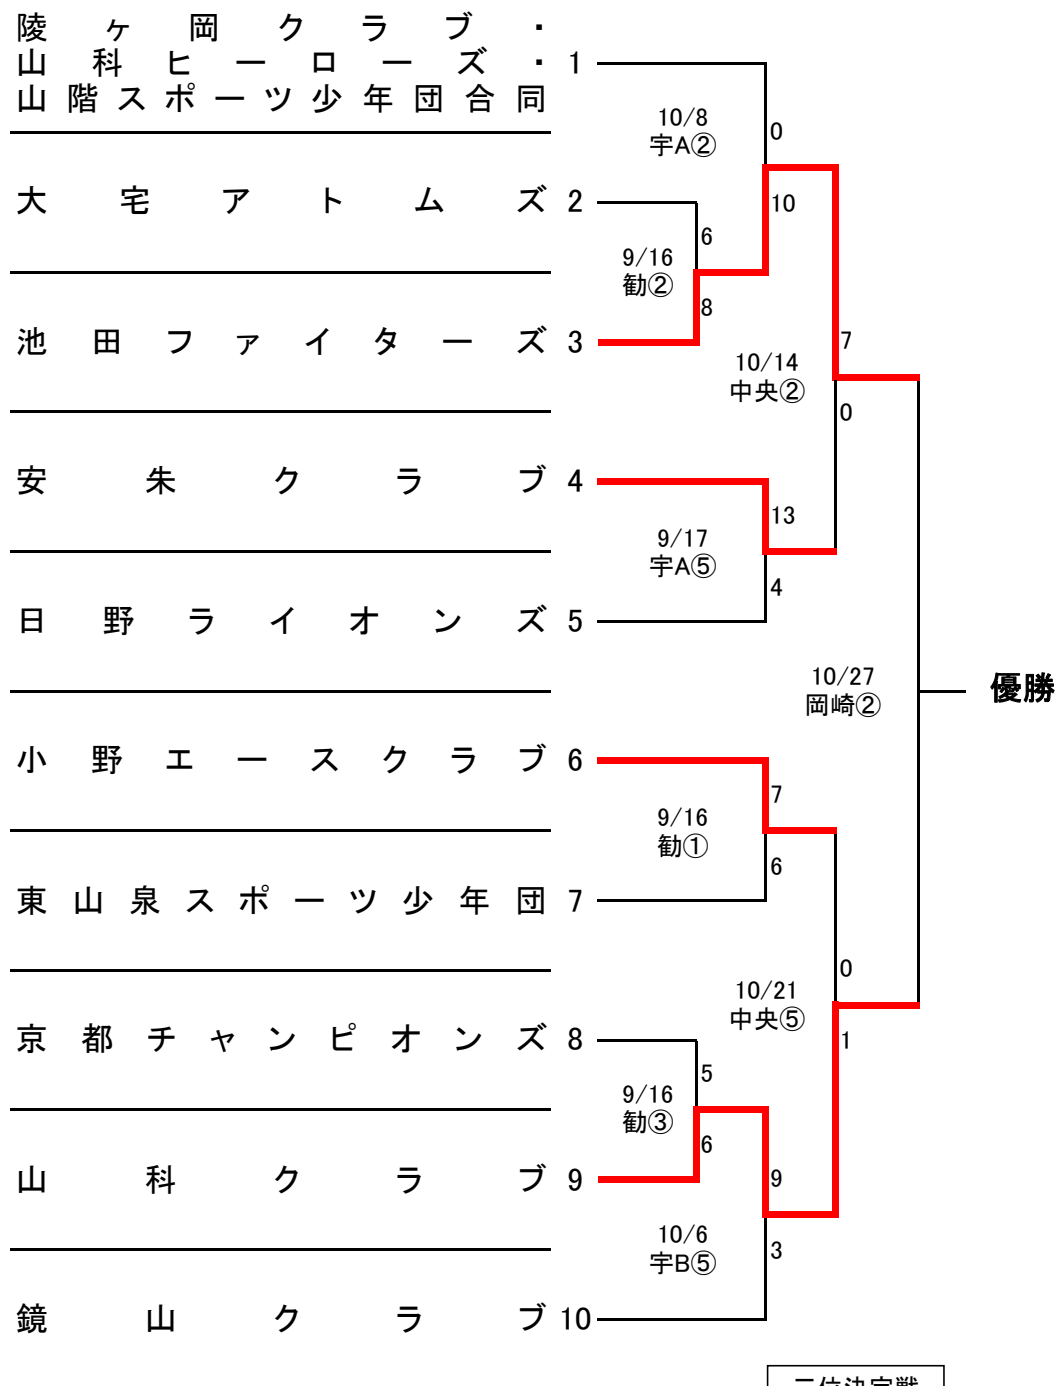 陵ヶ岡クラブ・
山科ヒーローズ・
山階スポーツ少年団合同
1
10/8
宇A②
0
大宅アトムズ 2
10
6
9/16
勧②
8
池田ファイターズ 3
7
10/14
中央②
0
安朱クラブ 4
13
9/17
宇A⑤
4
日野ライオンズ 5
10/27
岡崎②
優勝
小野エースクラブ 6
7
9/16
勧①
6
東山泉スポーツ少年団 7
0
10/21
中央⑤
1
京都チャンピオンズ 8
5
9/16
勧③
6
山科クラブ 9
9
10/6
宇B⑤
3
鏡山クラブ 10